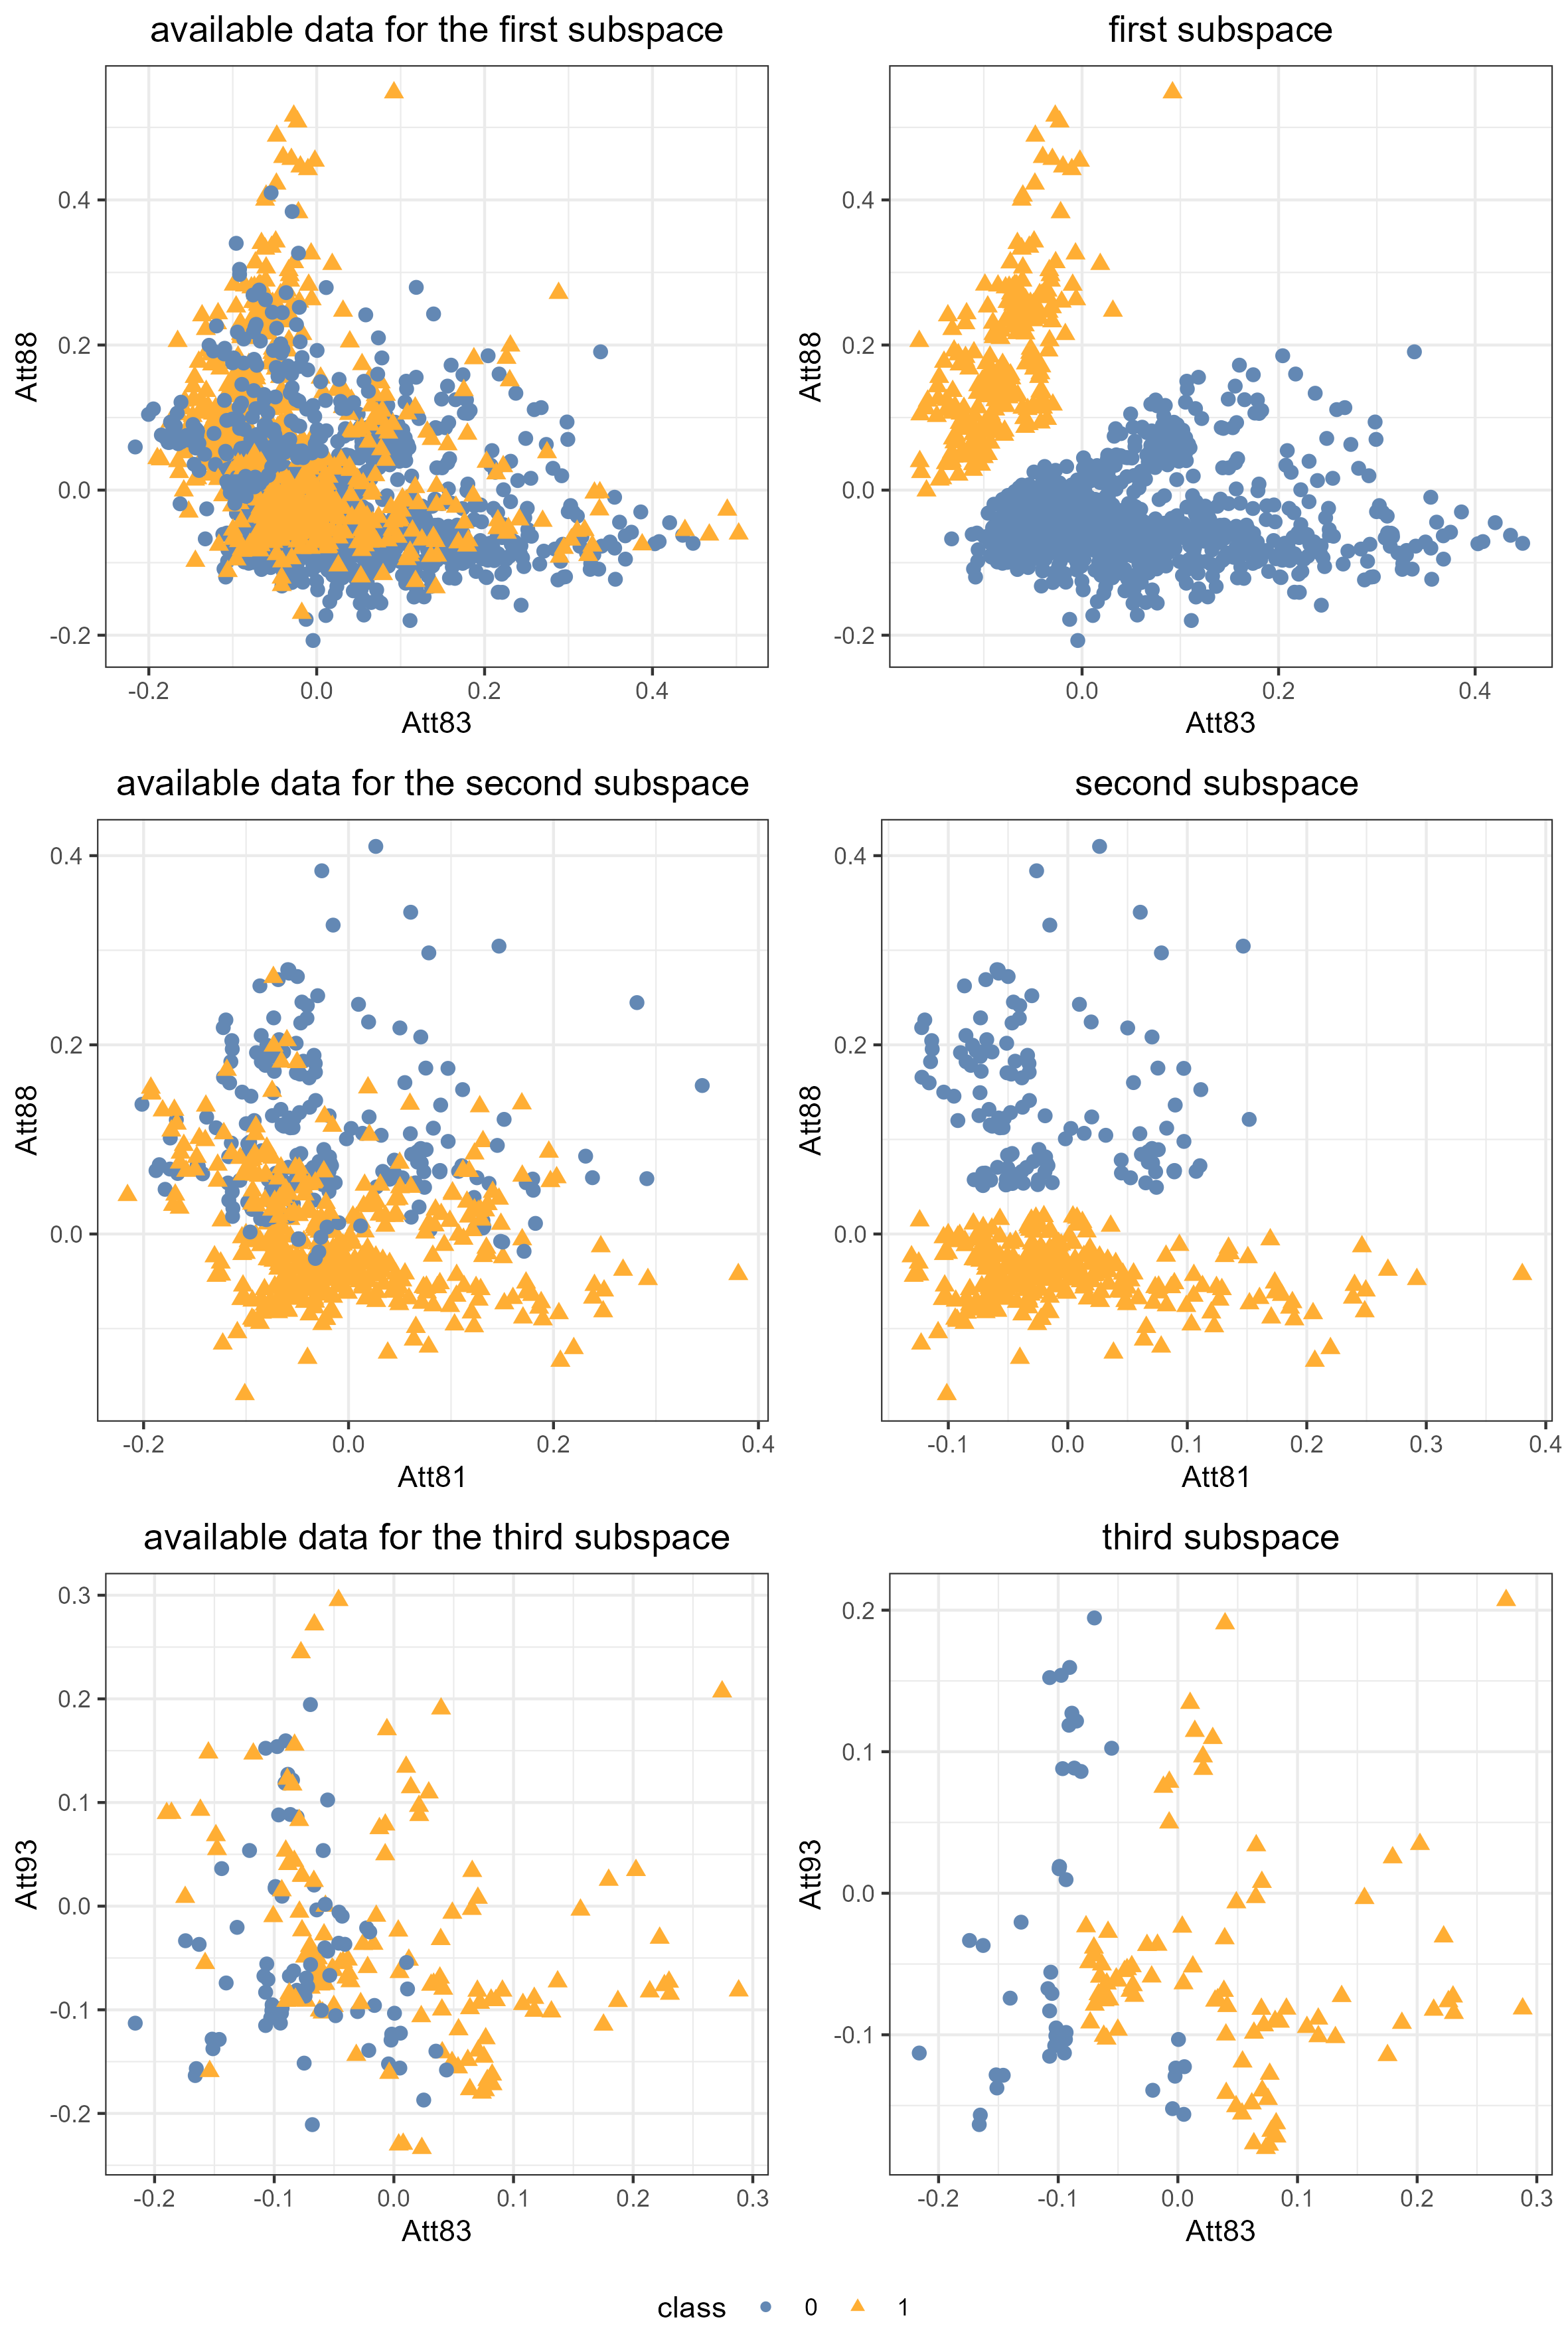 available data for the first subspace
first subspace
Att88
0.4
0.2
0.0
-0.2
-0.2 0.0 0.2 0.4
Att83
Att88
0.4
0.2
0.0
-0.2
0.0 0.2 0.4
Att83
available data for the second subspace
second subspace
Att88
0.4
0.2
0.0
-0.2 0.0 0.2 0.4
Att81
Att88
0.4
0.2
0.0
-0.1 0.0 0.1 0.2 0.3 0.4
Att81
available data for the third subspace
third subspace
Att93
0.3
0.2
0.1
0.0
-0.1
-0.2
-0.2 -0.1 0.0 0.1 0.2 0.3
Att83
Att93
0.2
0.1
0.0
-0.1
-0.2 -0.1 0.0 0.1 0.2 0.3
Att83
class 0 1